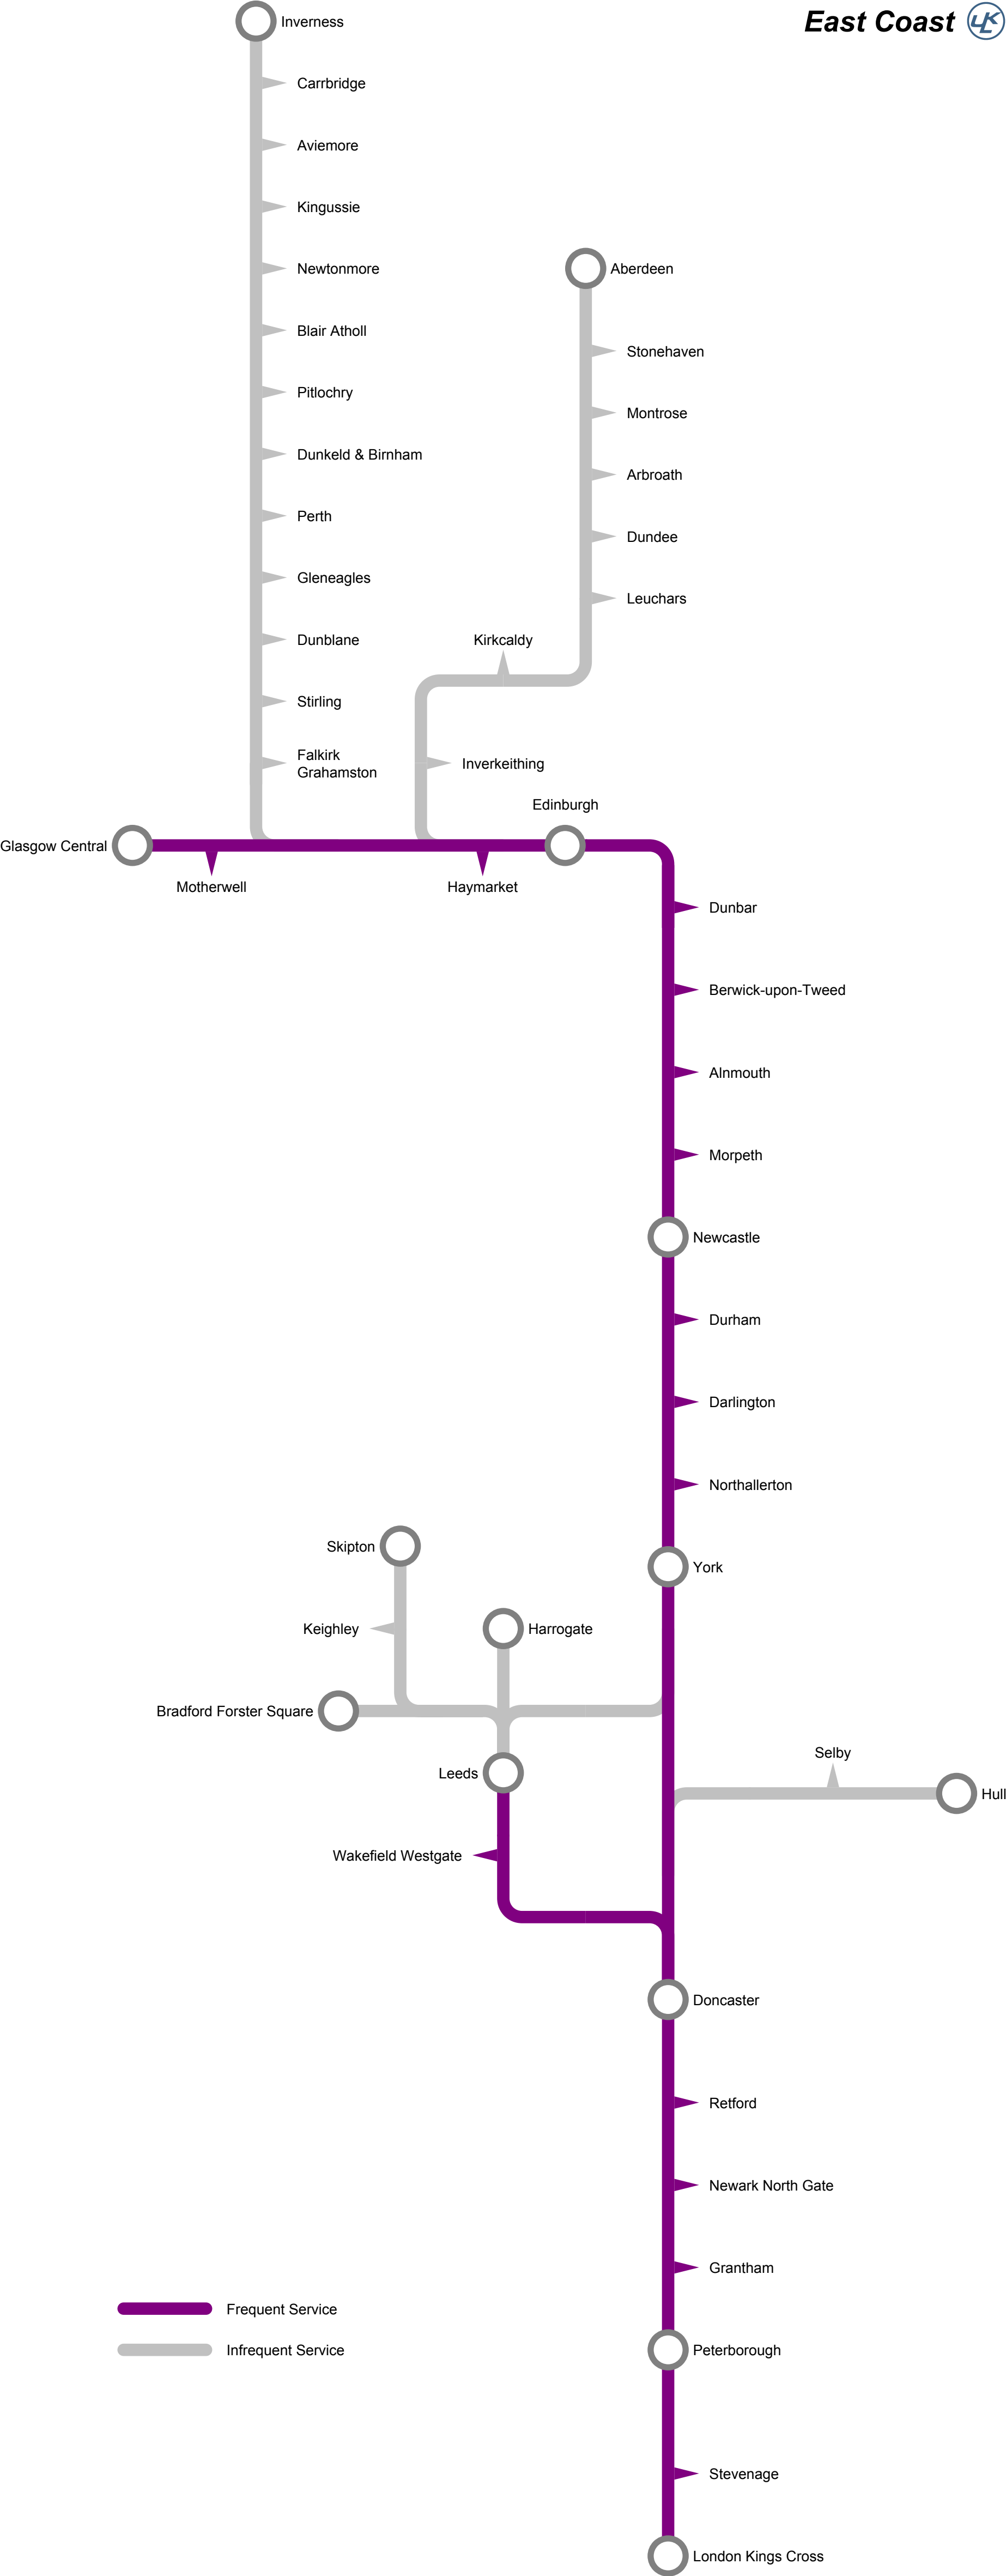 East Coast UK
Inverness
Carrbridge
Aviemore
Kingussie
Newtonmore
Aberdeen
Blair Atholl
Stonehaven
Pitlochry
Montrose
Dunkeld & Birnham
Arbroath
Perth
Dundee
Gleneagles
Leuchars
Dunblane
Kirkcaldy
Stirling
Falkirk
Grahamston
Inverkeithing
Edinburgh
Glasgow Central
Motherwell
Haymarket
Dunbar
Berwick-upon-Tweed
Alnmouth
Morpeth
Newcastle
Durham
Darlington
Northallerton
Skipton
York
Keighley
Harrogate
Bradford Forster Square
Selby
Leeds
Hull
Wakefield Westgate
Doncaster
Retford
Newark North Gate
Grantham
Frequent Service
Infrequent Service
Peterborough
Stevenage
London Kings Cross